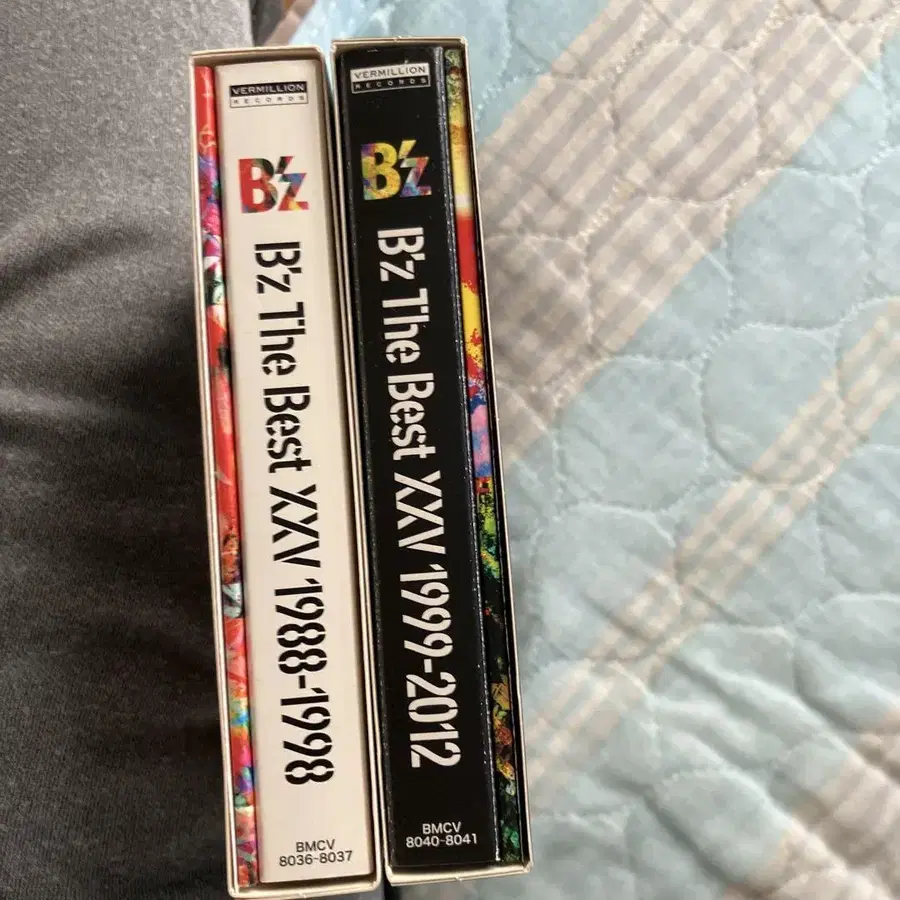 VERMILLION
RECORDS
B'z
B'z The Best XXV 1988-1998
BMCV
8036-8037
VERMILLION
RECORDS
B'z
B'z The Best XXV 1999-2012
BMCV
8040-8041